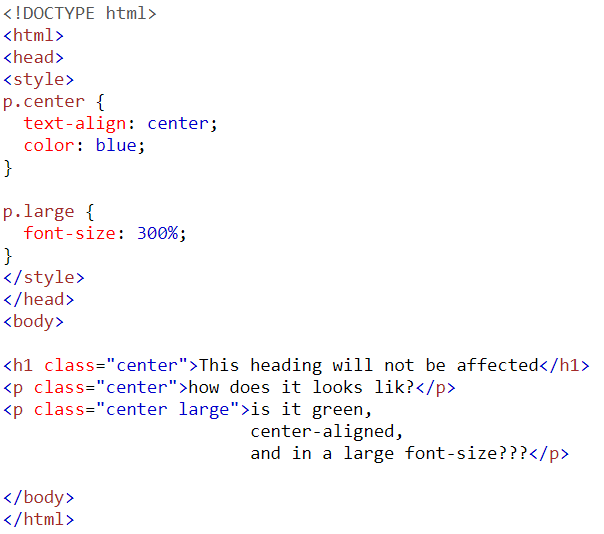 <!DOCTYPE html>
<html>
<head>
<style>
p.center {
  text-align: center;
  color: blue;
}

p.large {
  font-size: 300%;
}
</style>
</head>
<body>

<h1 class="center">This heading will not be affected</h1>
<p class="center">how does it looks lik?</p>
<p class="center large">is it green,
                        center-aligned,
                        and in a large font-size???</p>

</body>
</html>